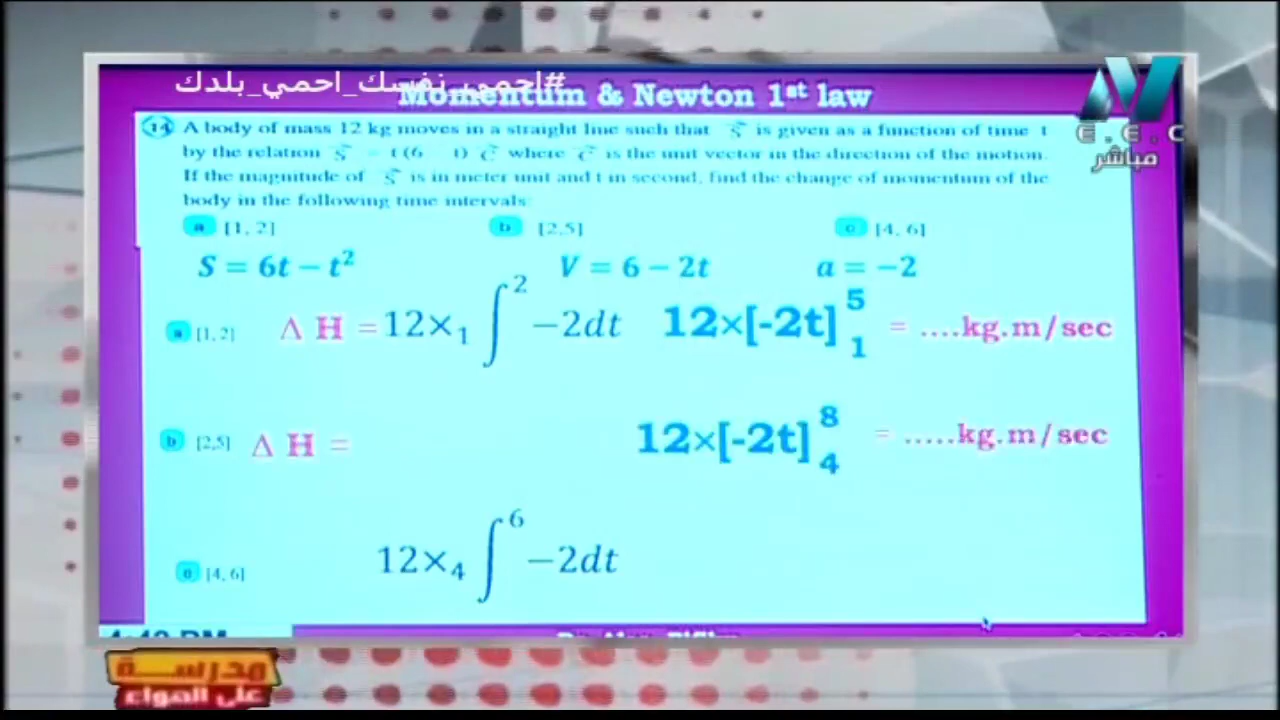 #احمي_نفسك_احمي_بلدك
Momentum & Newton 1st law
E.E.C
مباشر
14 A body of mass 12 kg moves in a straight line such that S is given as a function of time t
by the relation S = t (6 - t) C where C is the unit vector in the direction of the motion.
If the magnitude of S is in meter unit and t in second, find the change of momentum of the
body in the following time intervals:
a [1, 2] b [2,5] c [4, 6]
S = 6t − t² V = 6 − 2t a = −2
a [1, 2] Δ H = 12×₁∫² −2dt 12×[-2t]⁵₁ = ....kg.m/sec
b [2,5] Δ H = 12×[-2t]⁸₄ = .....kg.m/sec
c [4, 6] 12×₄∫⁶ −2dt
مدرسة
على الهواء